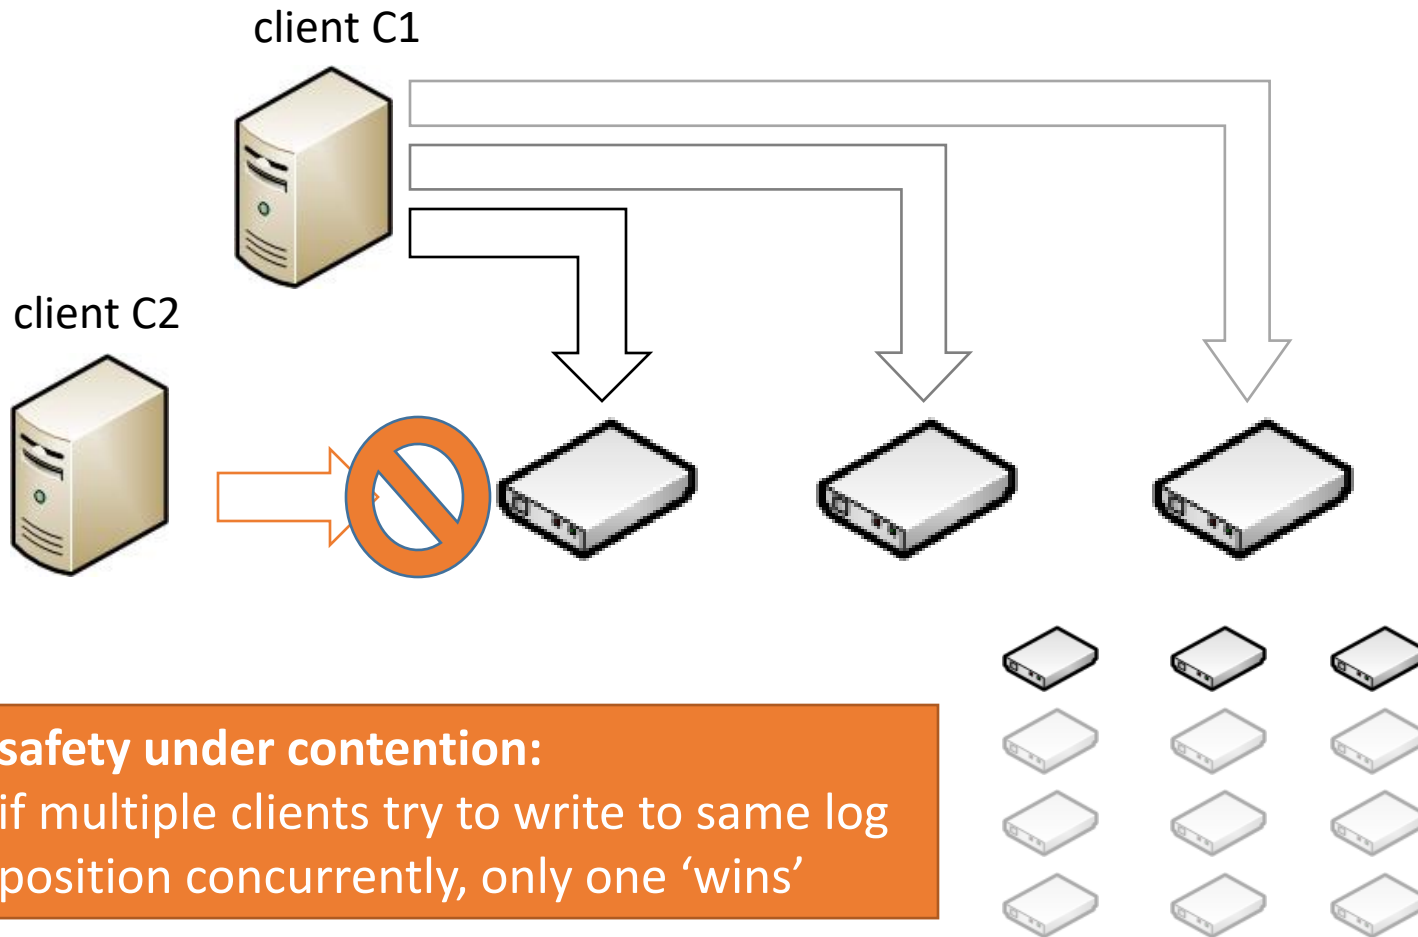 client C1
client C2
safety under contention:
if multiple clients try to write to same log
position concurrently, only one ‘wins’